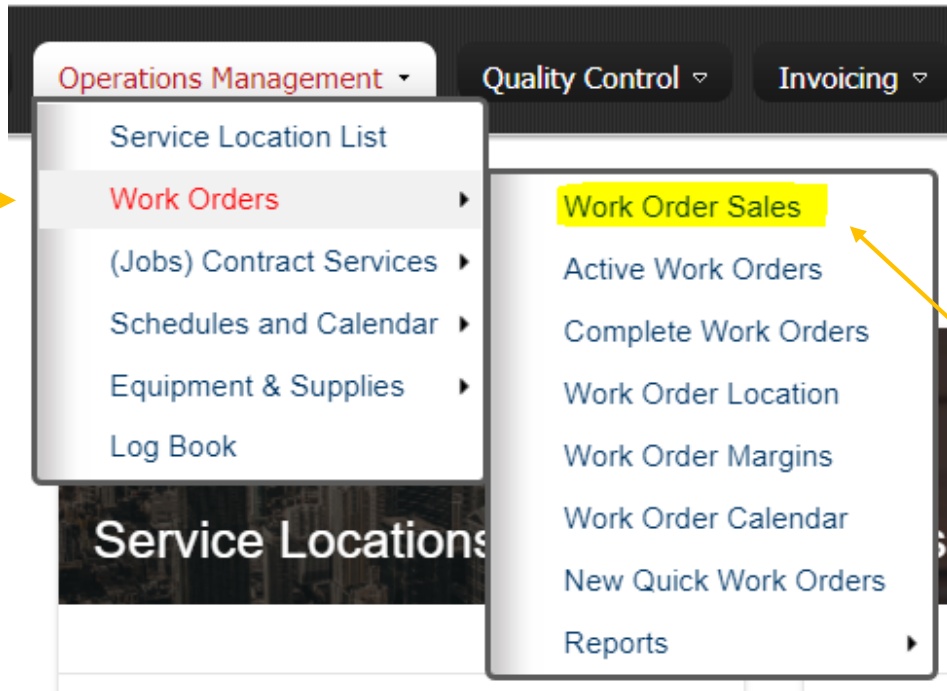 Operations Management
Quality Control
Invoicing
Service Location List
Work Orders
(Jobs) Contract Services
Schedules and Calendar
Equipment & Supplies
Log Book
Work Order Sales
Active Work Orders
Complete Work Orders
Work Order Location
Work Order Margins
Work Order Calendar
New Quick Work Orders
Reports
Service Locations